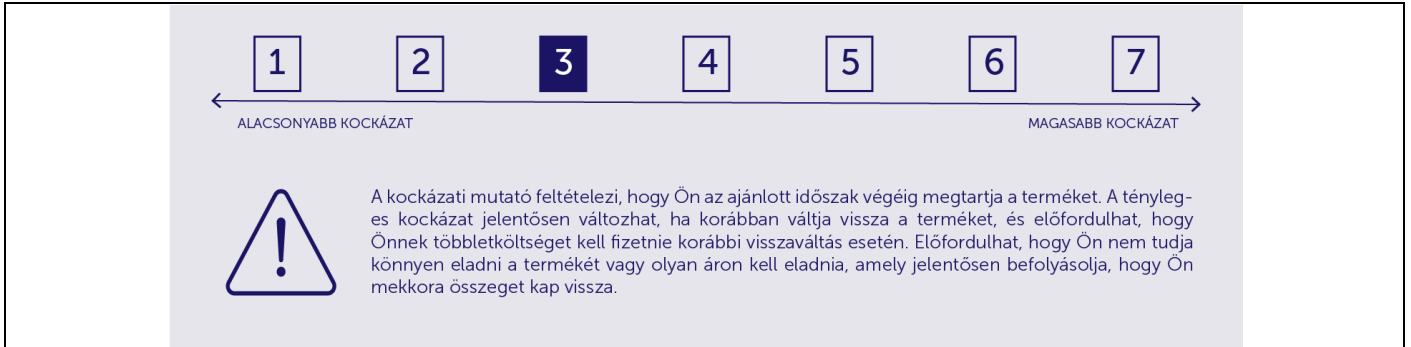 1 2 3 4 5 6 7
ALACSONYABB KOCKÁZAT MAGASABB KOCKÁZAT
A kockázati mutató feltételezi, hogy Ön az ajánlott időszak végéig megtartja a terméket. A tényleg-
es kockázat jelentősen változhat, ha korábban váltja vissza a terméket, és előfordulhat, hogy
Önnek többletköltséget kell fizetnie korábbi visszaváltás esetén. Előfordulhat, hogy Ön nem tudja
könnyen eladni a termékét vagy olyan áron kell eladnia, amely jelentősen befolyásolja, hogy Ön
mekkora összeget kap vissza.